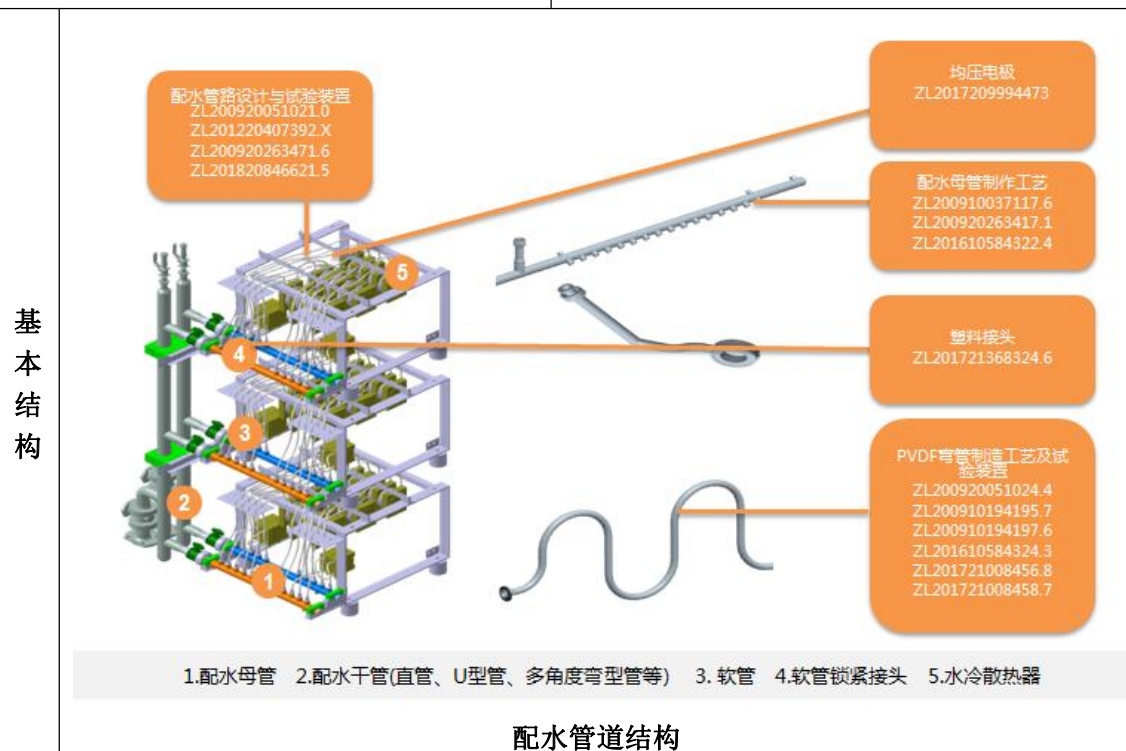 基
本
结
构
配水管路设计与试验装置
ZL200920051021.0
ZL201220407392.X
ZL200920263471.6
ZL201820846621.5
均压电极
ZL2017209994473
配水母管制作工艺
ZL200910037117.6
ZL200920263417.1
ZL201610584322.4
塑料接头
ZL201721368324.6
PVDF弯管制造工艺及试
验装置
ZL200920051024.4
ZL200910194195.7
ZL200910194197.6
ZL201610584324.3
ZL201721008456.8
ZL201721008458.7
5
4
3
2
1
1.配水母管 2.配水干管(直管、U型管、多角度弯型管等) 3. 软管 4.软管锁紧接头 5.水冷散热器
配水管道结构